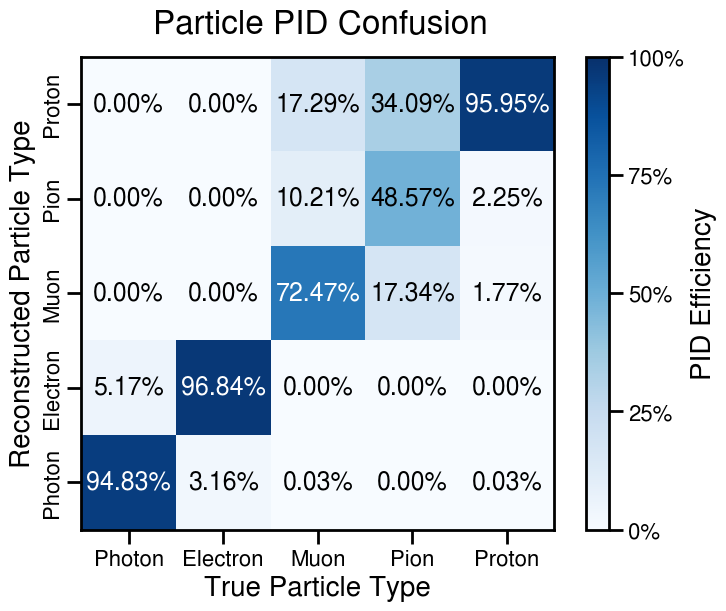 Particle PID Confusion
Reconstructed Particle Type
Proton
0.00% 0.00% 17.29% 34.09% 95.95%
Pion
0.00% 0.00% 10.21% 48.57% 2.25%
Muon
0.00% 0.00% 72.47% 17.34% 1.77%
Electron
5.17% 96.84% 0.00% 0.00% 0.00%
Photon
94.83% 3.16% 0.03% 0.00% 0.03%
Photon Electron Muon Pion Proton
True Particle Type
100%
75%
50%
25%
0%
PID Efficiency